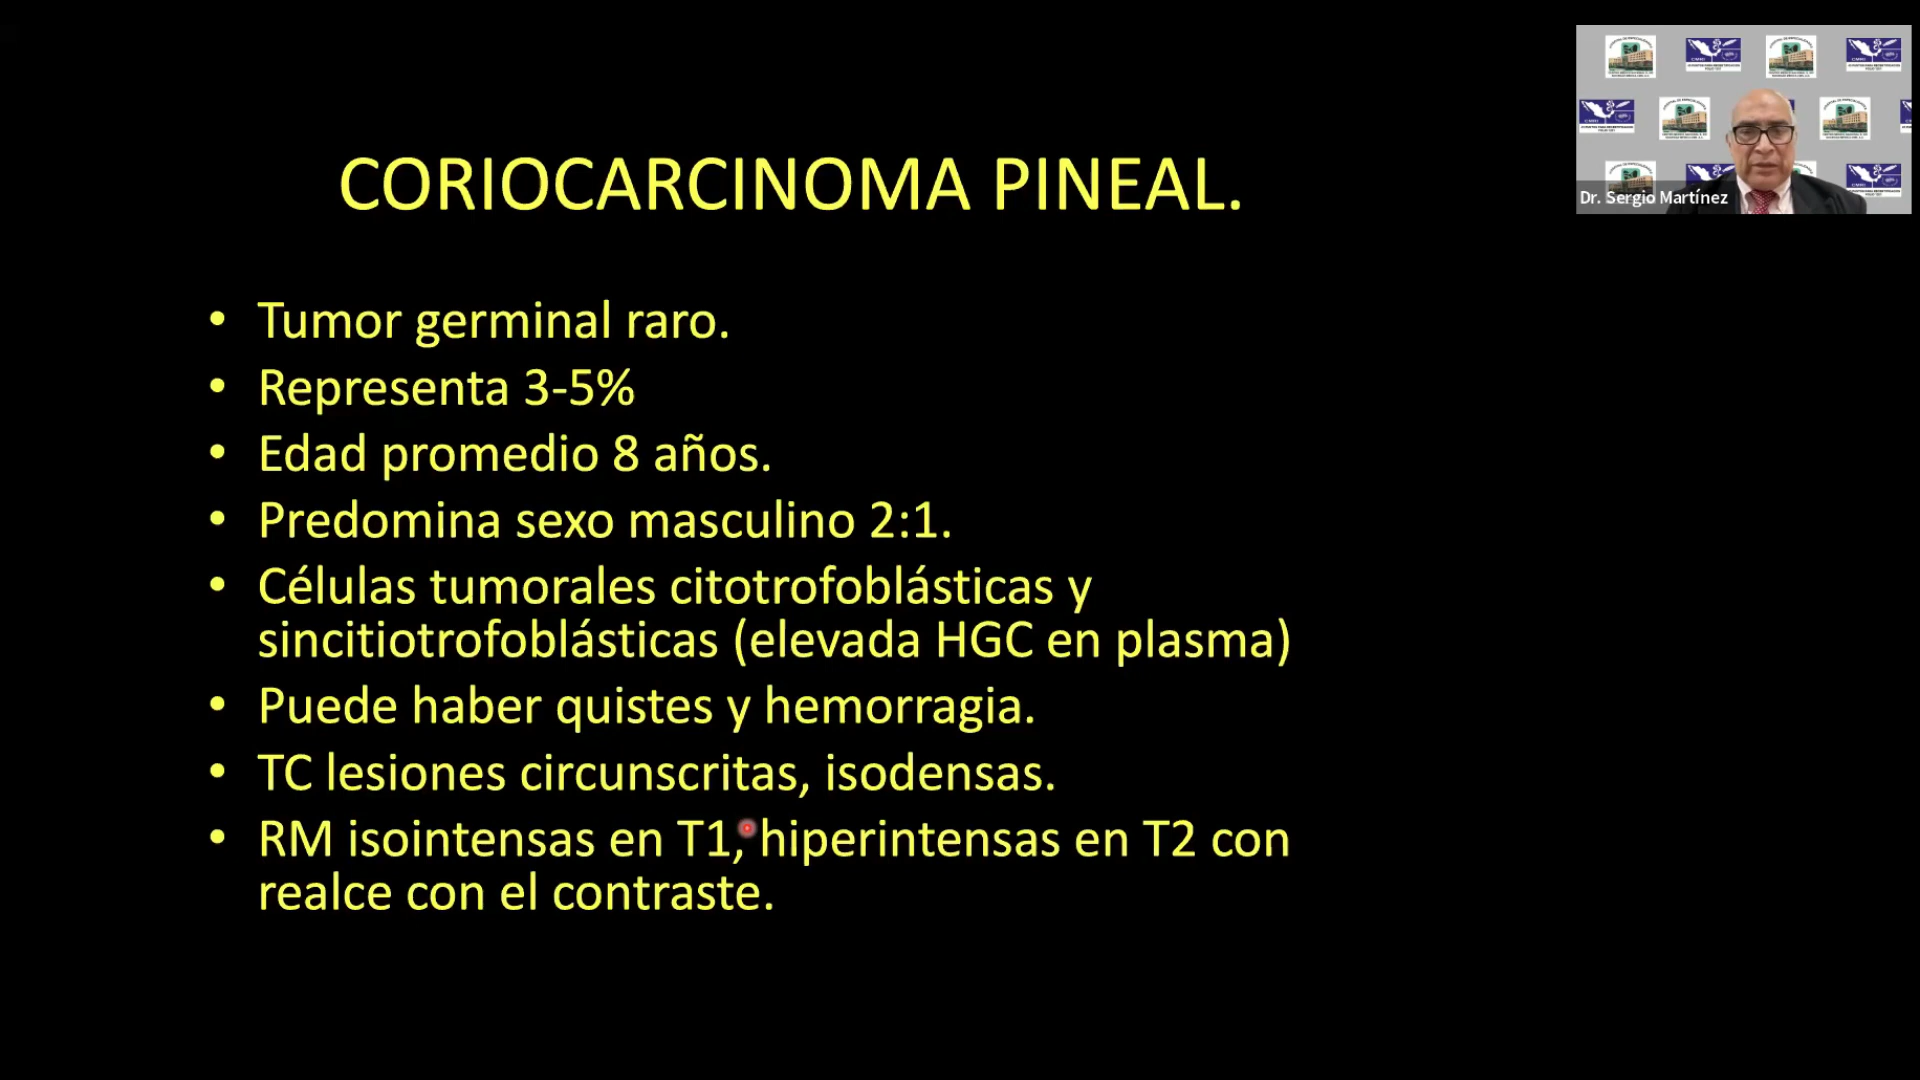 CORIOCARCINOMA PINEAL.
• Tumor germinal raro.
• Representa 3-5%
• Edad promedio 8 años.
• Predomina sexo masculino 2:1.
• Células tumorales citotrofoblásticas y
sincitiotrofoblásticas (elevada HGC en plasma)
• Puede haber quistes y hemorragia.
• TC lesiones circunscritas, isodensas.
• RM isointensas en T1, hiperintensas en T2 con
realce con el contraste.
Dr. Sergio Martínez